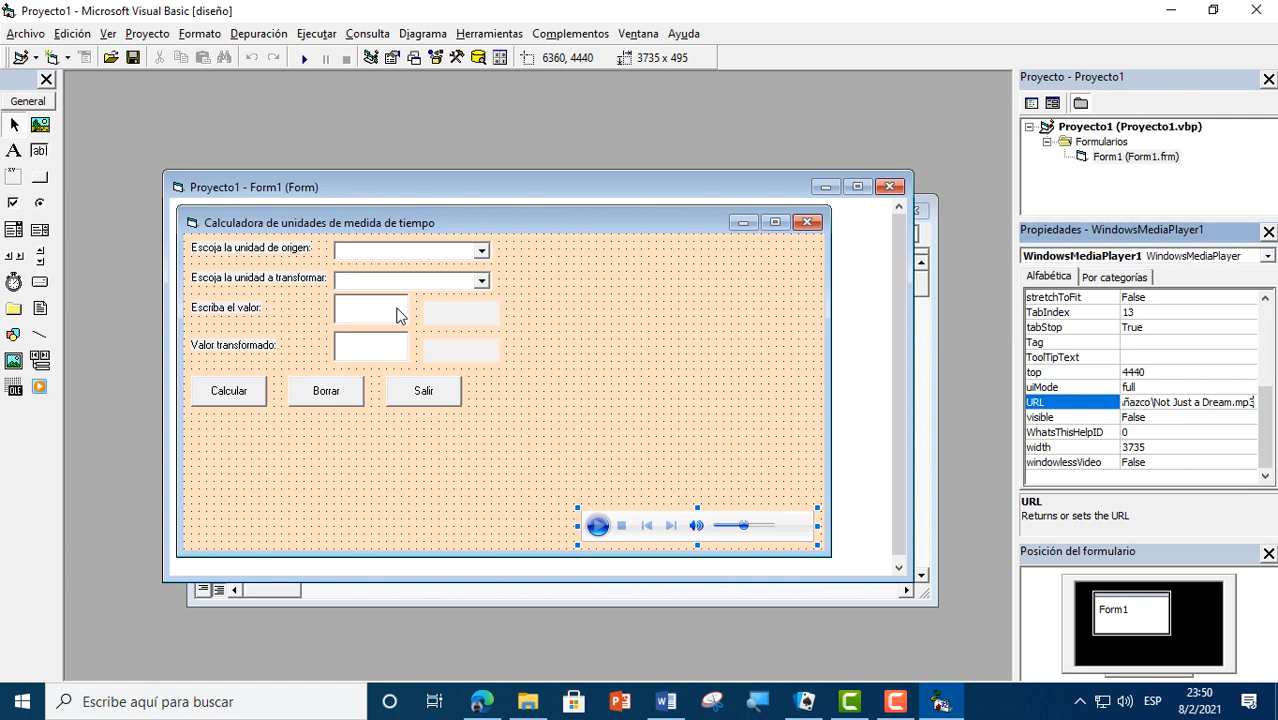 Proyecto1 - Microsoft Visual Basic [diseño]
Archivo Edición Ver Proyecto Formato Depuración Ejecutar Consulta Diagrama Herramientas Complementos Ventana Ayuda
6360, 4440 3735 x 495
General
Proyecto1 - Form1 (Form)
Calculadora de unidades de medida de tiempo
Escoja la unidad de origen:
Escoja la unidad a transformar:
Escriba el valor:
Valor transformado:
Calcular Borrar Salir
Proyecto - Proyecto1
Proyecto1 (Proyecto1.vbp)
Formularios
Form1 (Form1.frm)
Propiedades - WindowsMediaPlayer1
WindowsMediaPlayer1 WindowsMediaPlayer
Alfabética Por categorías
stretchToFit False
TabIndex 13
tabStop True
Tag
ToolTipText
top 4440
uiMode full
URL ñazco\Not Just a Dream.mp3
visible False
WhatsThisHelpID 0
width 3735
windowlessVideo False
URL
Returns or sets the URL
Posición del formulario
Form1
Escribe aquí para buscar
ESP
23:50
8/2/2021